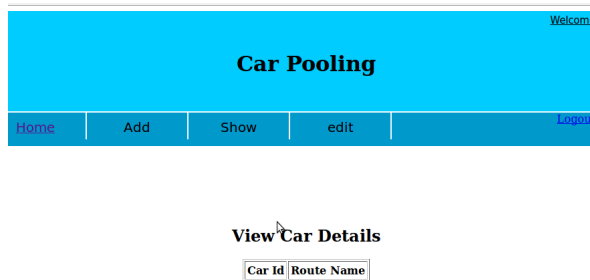 Welcom
Car Pooling
Home Add Show edit Logou
View Car Details
Car Id Route Name